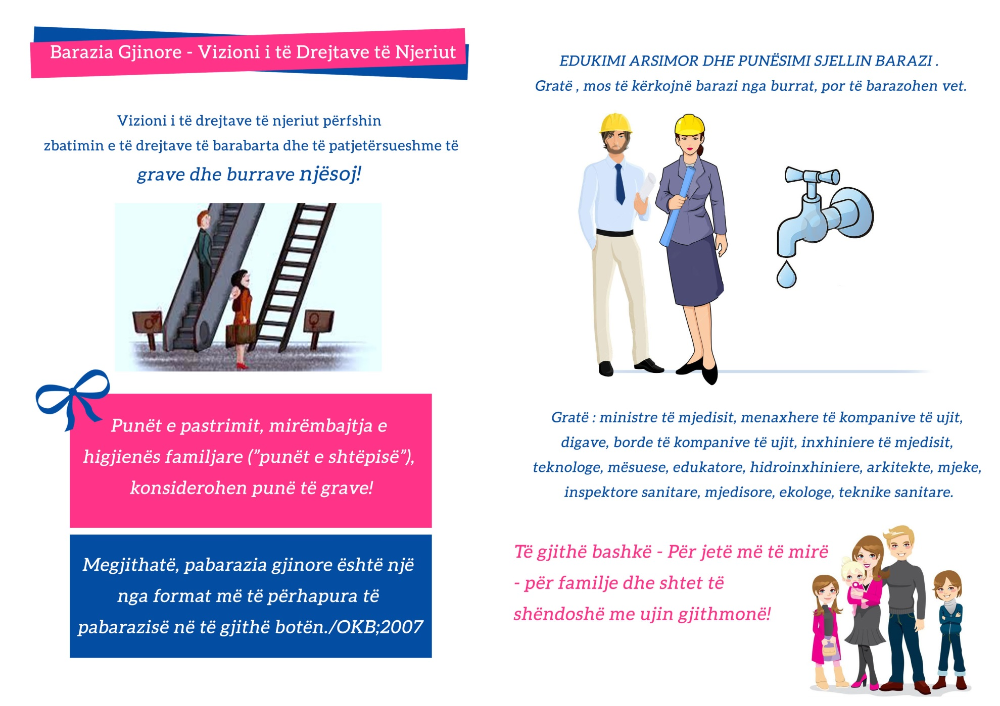 Barazia Gjinore - Vizioni i të Drejtave të Njeriut
Vizioni i të drejtave të njeriut përfshin
zbatimin e të drejtave të barabarta dhe të patjetërsueshme të
grave dhe burrave njësoj!
Punët e pastrimit, mirëmbajtja e
higjienës familjare (”punët e shtëpisë”),
konsiderohen punë të grave!
Megjithatë, pabarazia gjinore është një
nga format më të përhapura të
pabarazisë në të gjithë botën./OKB;2007
EDUKIMI ARSIMOR DHE PUNËSIMI SJELLIN BARAZI .
Gratë , mos të kërkojnë barazi nga burrat, por të barazohen vet.
Gratë : ministre të mjedisit, menaxhere të kompanive të ujit,
digave, borde të kompanive të ujit, inxhiniere të mjedisit,
teknologe, mësuese, edukatore, hidroinxhiniere, arkitekte, mjeke,
inspektore sanitare, mjedisore, ekologe, teknike sanitare.
Të gjithë bashkë - Për jetë më të mirë
- për familje dhe shtet të
shëndoshë me ujin gjithmonë!